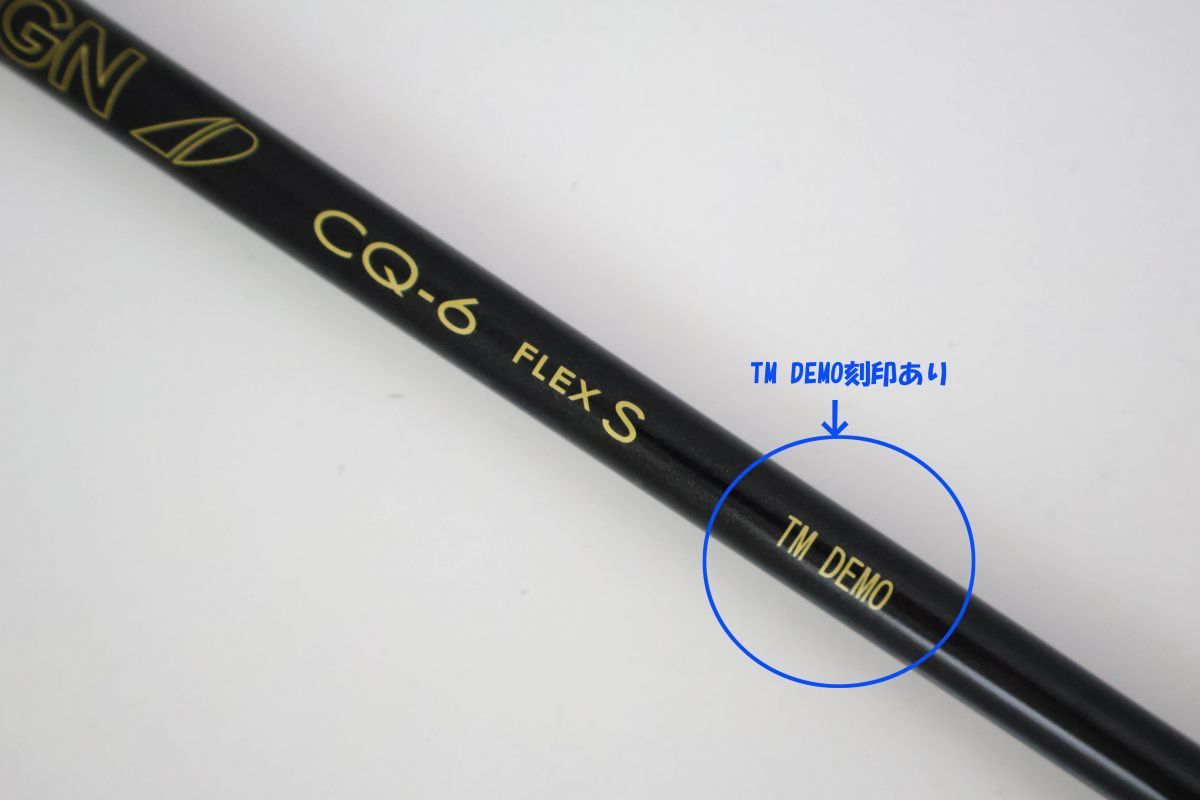 GN
CQ-6 FLEX S
TM DEMO刻印あり
TM DEMO